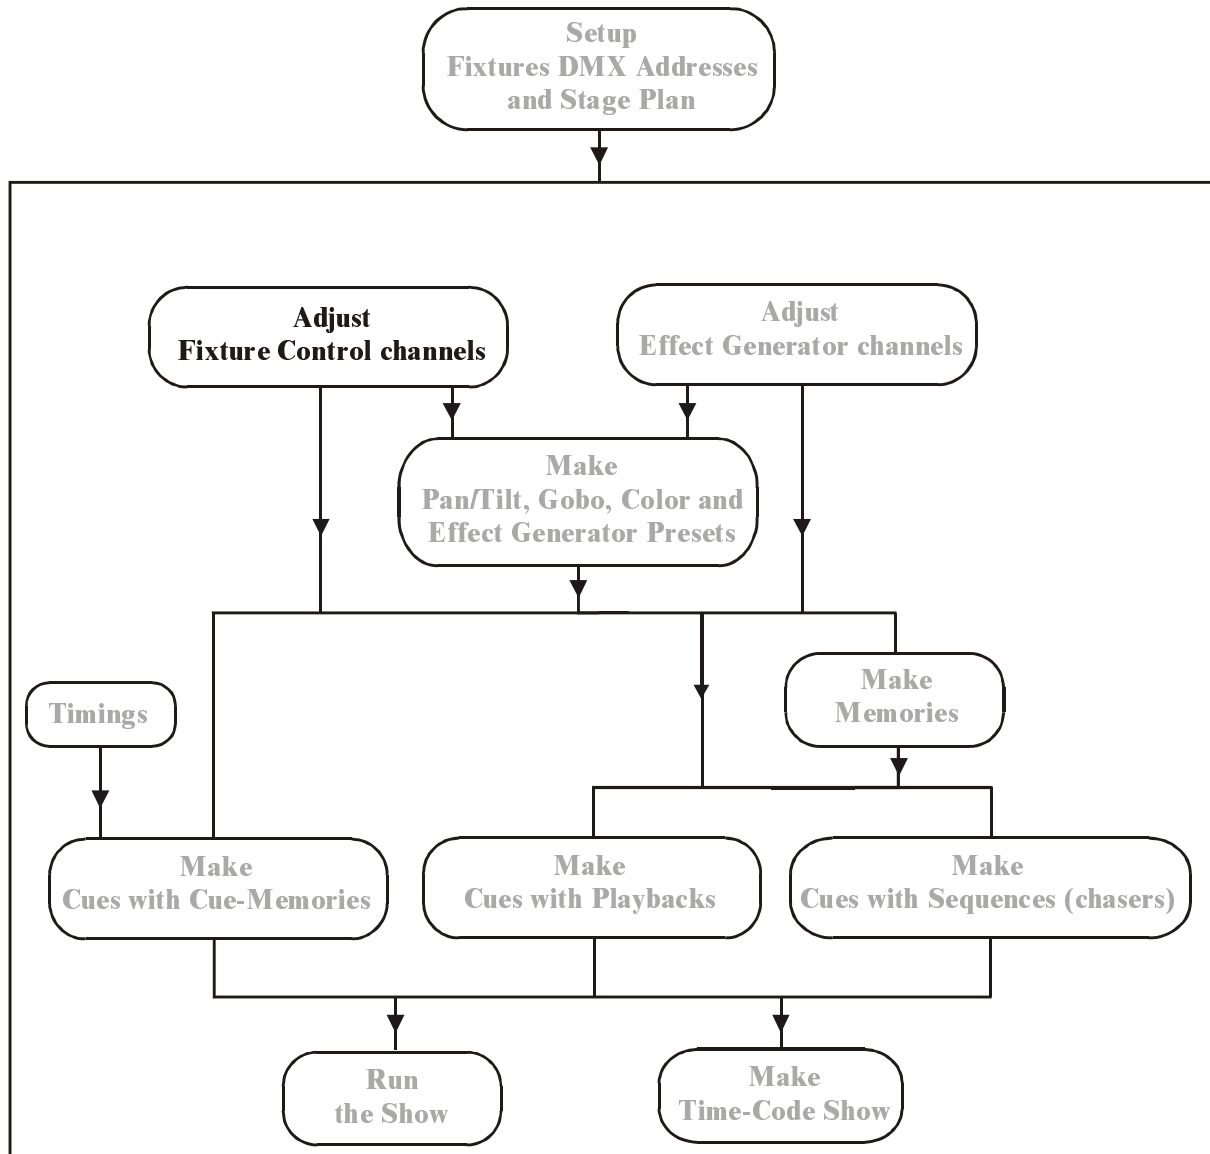 Setup
Fixtures DMX Addresses
and Stage Plan
Adjust
Fixture Control channels
Adjust
Effect Generator channels
Make
Pan/Tilt, Gobo, Color and
Effect Generator Presets
Timings
Make
Memories
Make
Cues with Cue-Memories
Make
Cues with Playbacks
Make
Cues with Sequences (chasers)
Run
the Show
Make
Time-Code Show